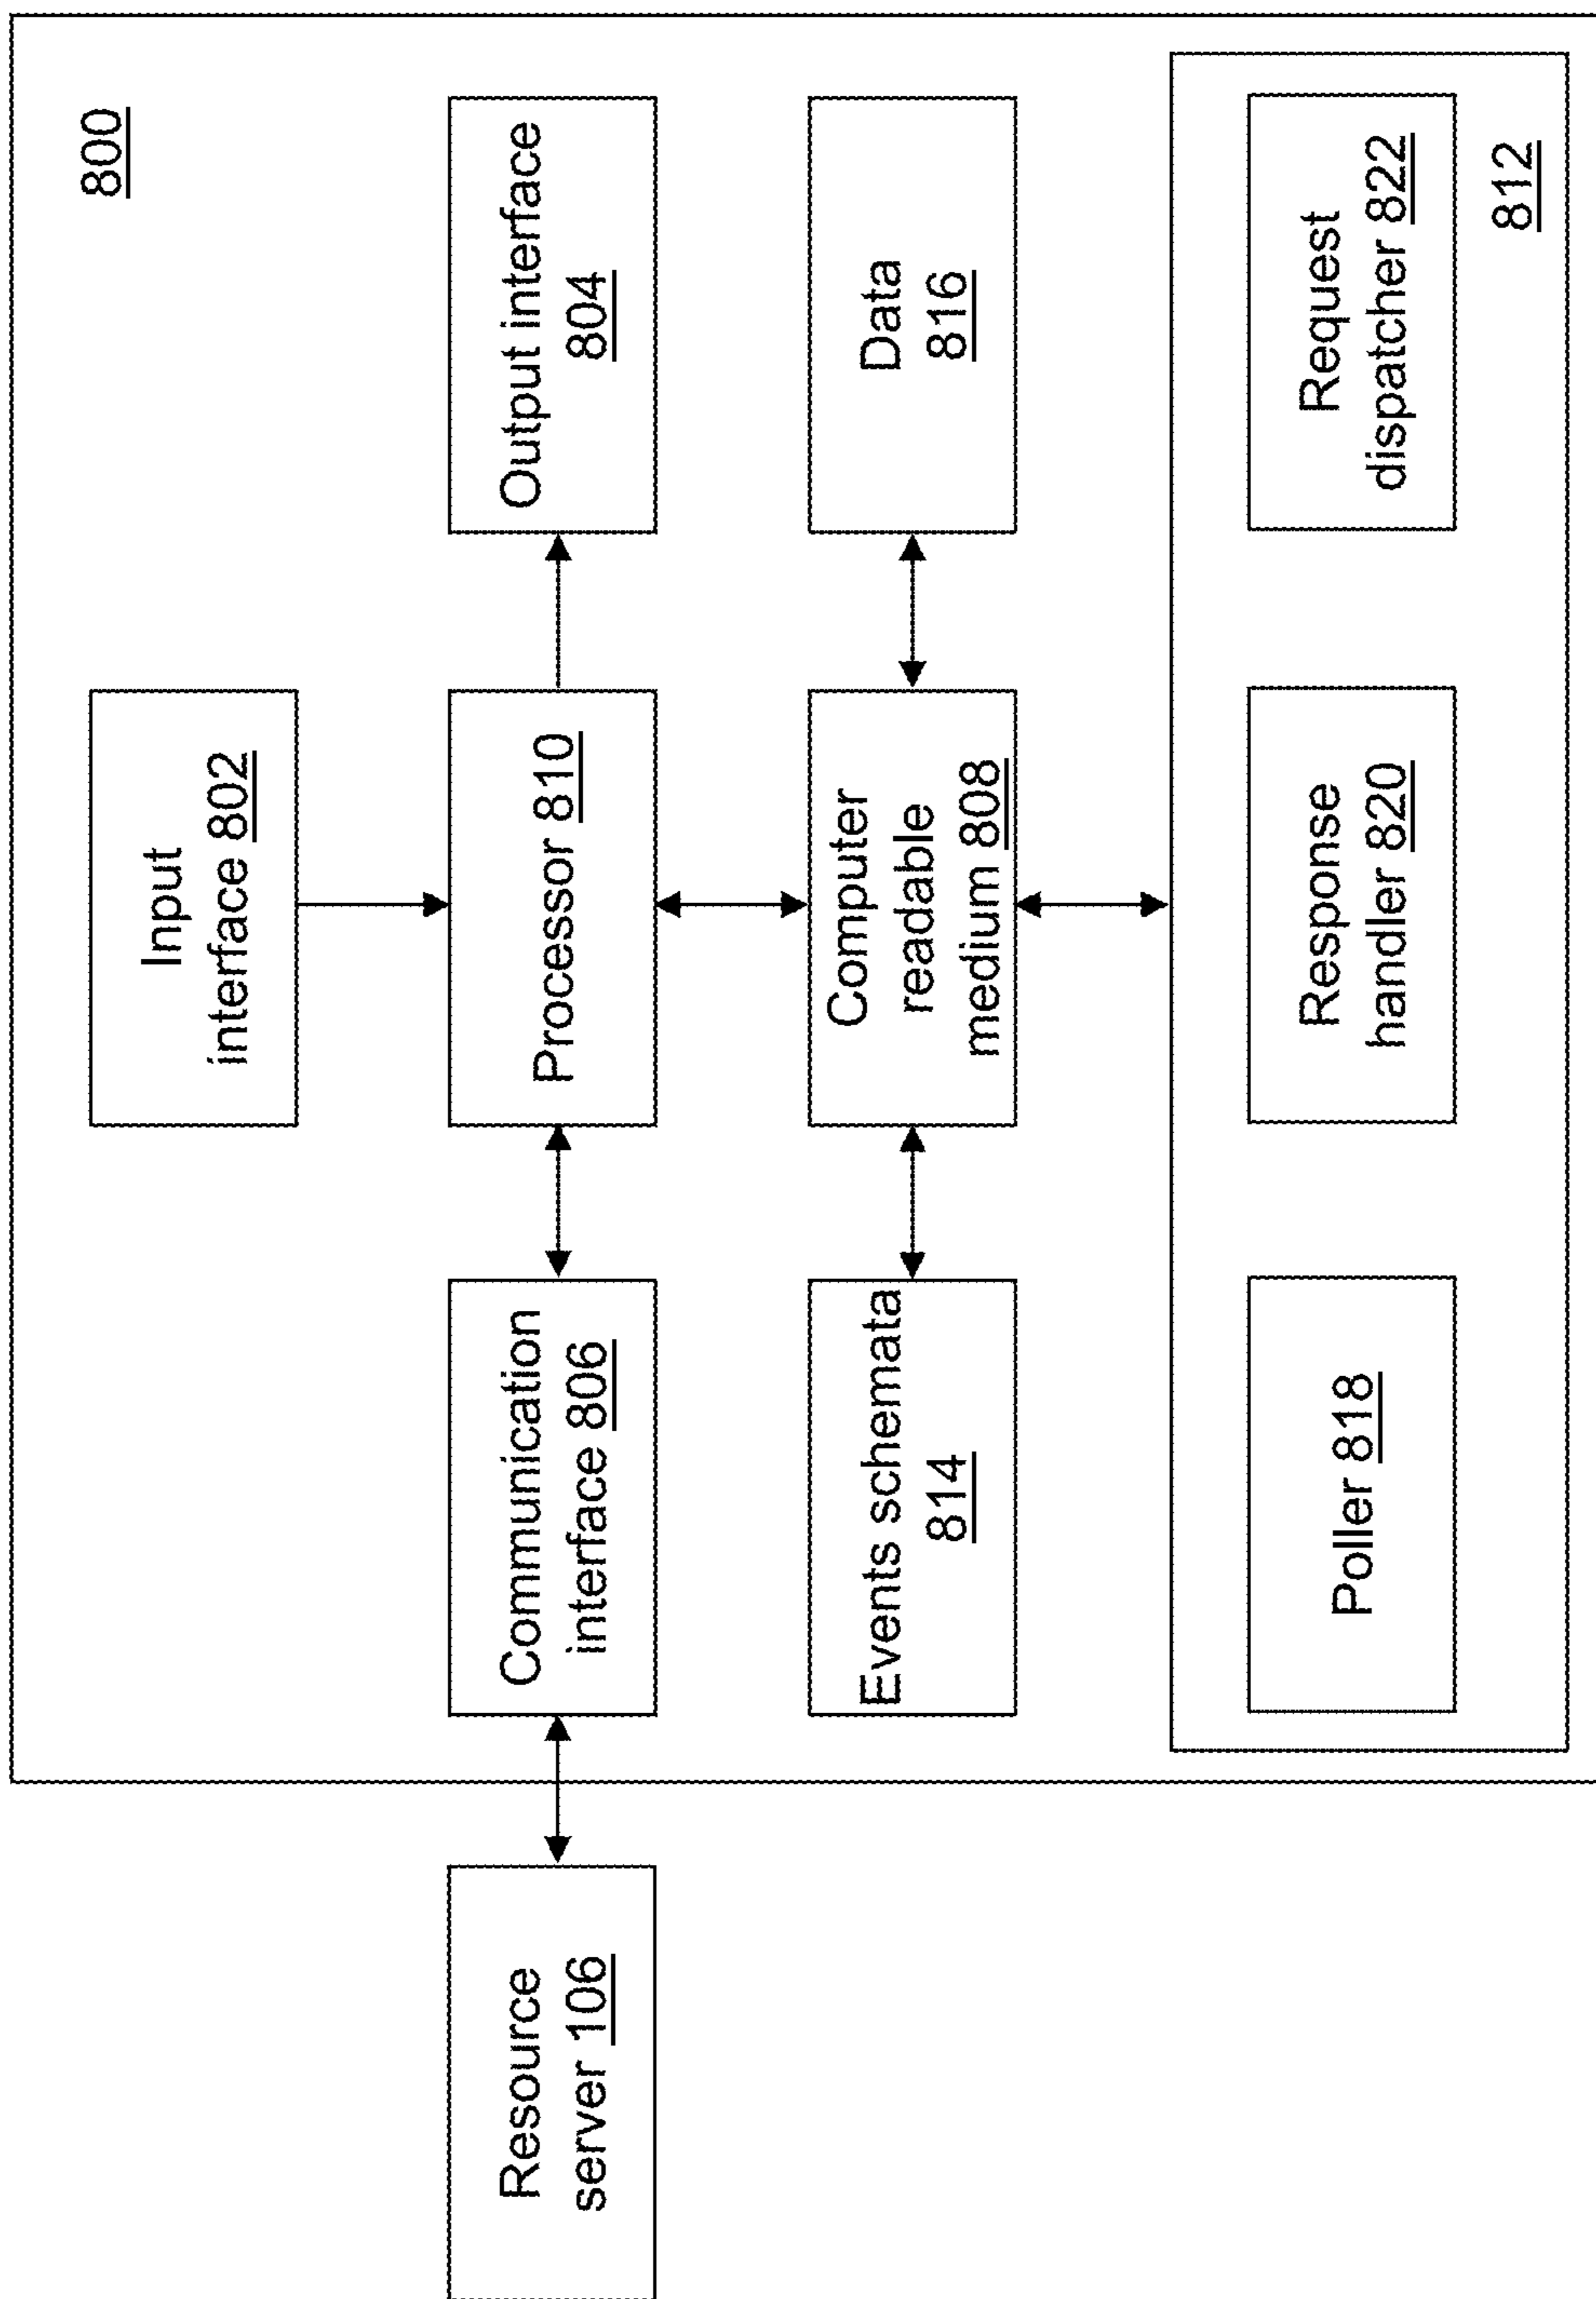 800
Input
interface 802
Resource
server 106
Communication
interface 806
Processor 810
Output interface
804
Events schemata
814
Computer
readable
medium 808
Data
816
Poller 818
Response
handler 820
Request
dispatcher 822
812